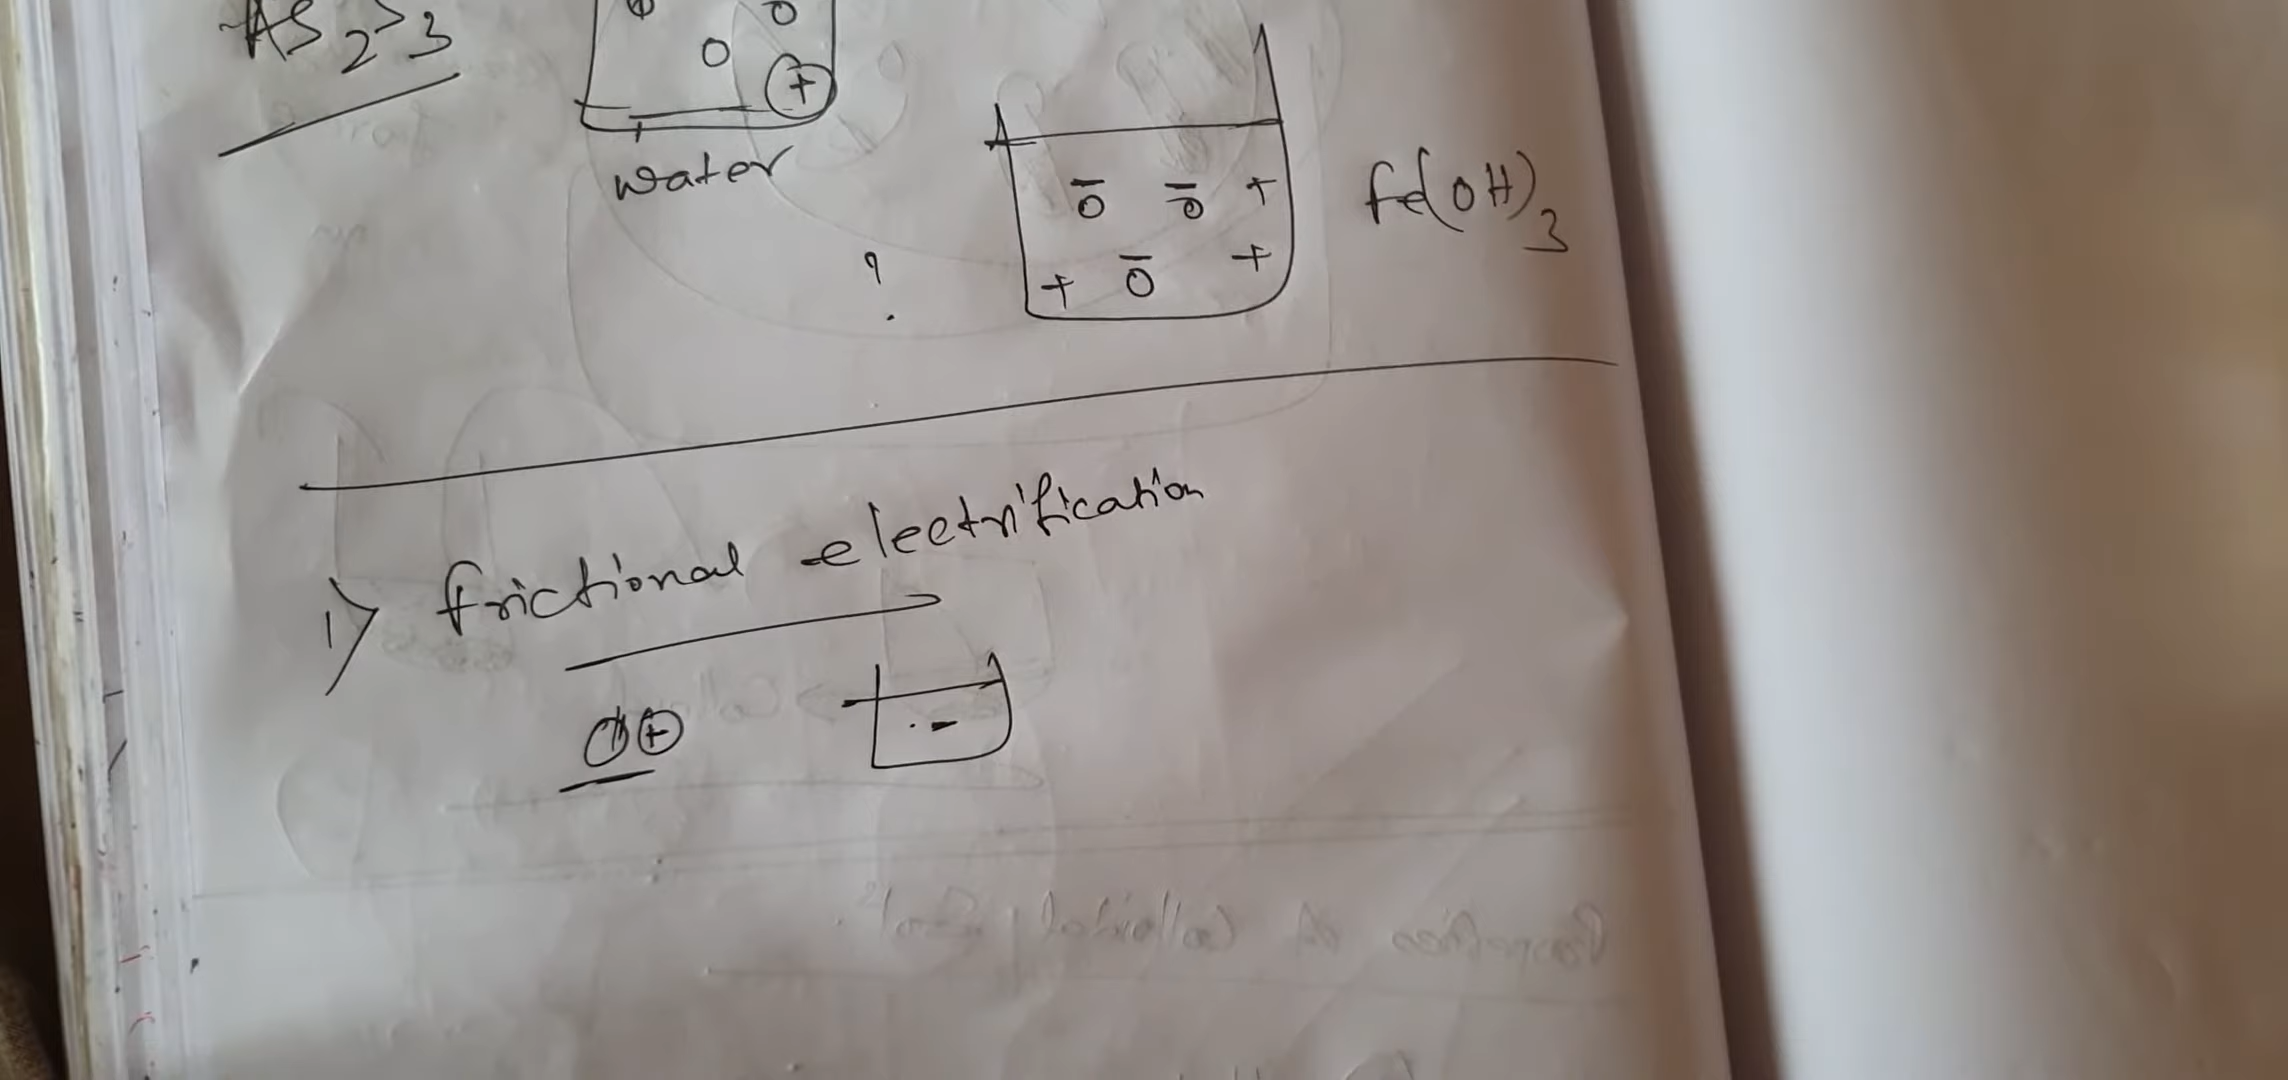 As2S3
water
?
Fe(OH)3
1) frictional electrification